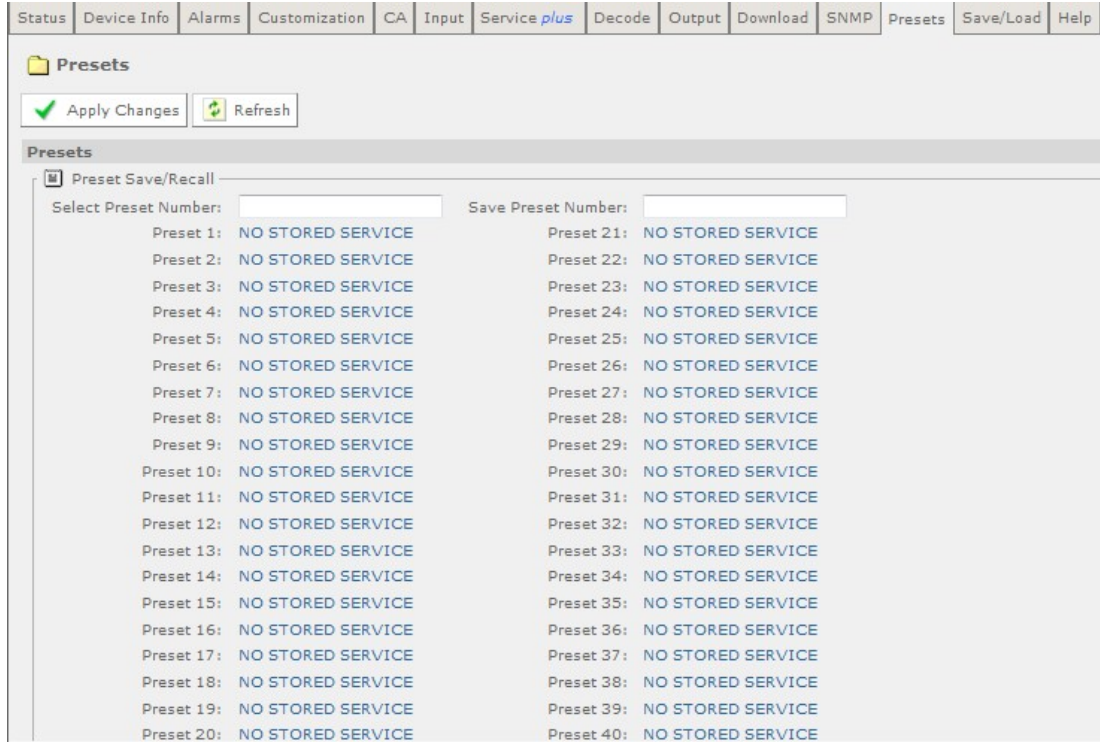 Status Device Info Alarms Customization CA Input Service plus Decode Output Download SNMP Presets Save/Load Help
Presets
Apply Changes Refresh
Presets
Preset Save/Recall
Select Preset Number: Save Preset Number:
Preset 1: NO STORED SERVICE Preset 21: NO STORED SERVICE
Preset 2: NO STORED SERVICE Preset 22: NO STORED SERVICE
Preset 3: NO STORED SERVICE Preset 23: NO STORED SERVICE
Preset 4: NO STORED SERVICE Preset 24: NO STORED SERVICE
Preset 5: NO STORED SERVICE Preset 25: NO STORED SERVICE
Preset 6: NO STORED SERVICE Preset 26: NO STORED SERVICE
Preset 7: NO STORED SERVICE Preset 27: NO STORED SERVICE
Preset 8: NO STORED SERVICE Preset 28: NO STORED SERVICE
Preset 9: NO STORED SERVICE Preset 29: NO STORED SERVICE
Preset 10: NO STORED SERVICE Preset 30: NO STORED SERVICE
Preset 11: NO STORED SERVICE Preset 31: NO STORED SERVICE
Preset 12: NO STORED SERVICE Preset 32: NO STORED SERVICE
Preset 13: NO STORED SERVICE Preset 33: NO STORED SERVICE
Preset 14: NO STORED SERVICE Preset 34: NO STORED SERVICE
Preset 15: NO STORED SERVICE Preset 35: NO STORED SERVICE
Preset 16: NO STORED SERVICE Preset 36: NO STORED SERVICE
Preset 17: NO STORED SERVICE Preset 37: NO STORED SERVICE
Preset 18: NO STORED SERVICE Preset 38: NO STORED SERVICE
Preset 19: NO STORED SERVICE Preset 39: NO STORED SERVICE
Preset 20: NO STORED SERVICE Preset 40: NO STORED SERVICE